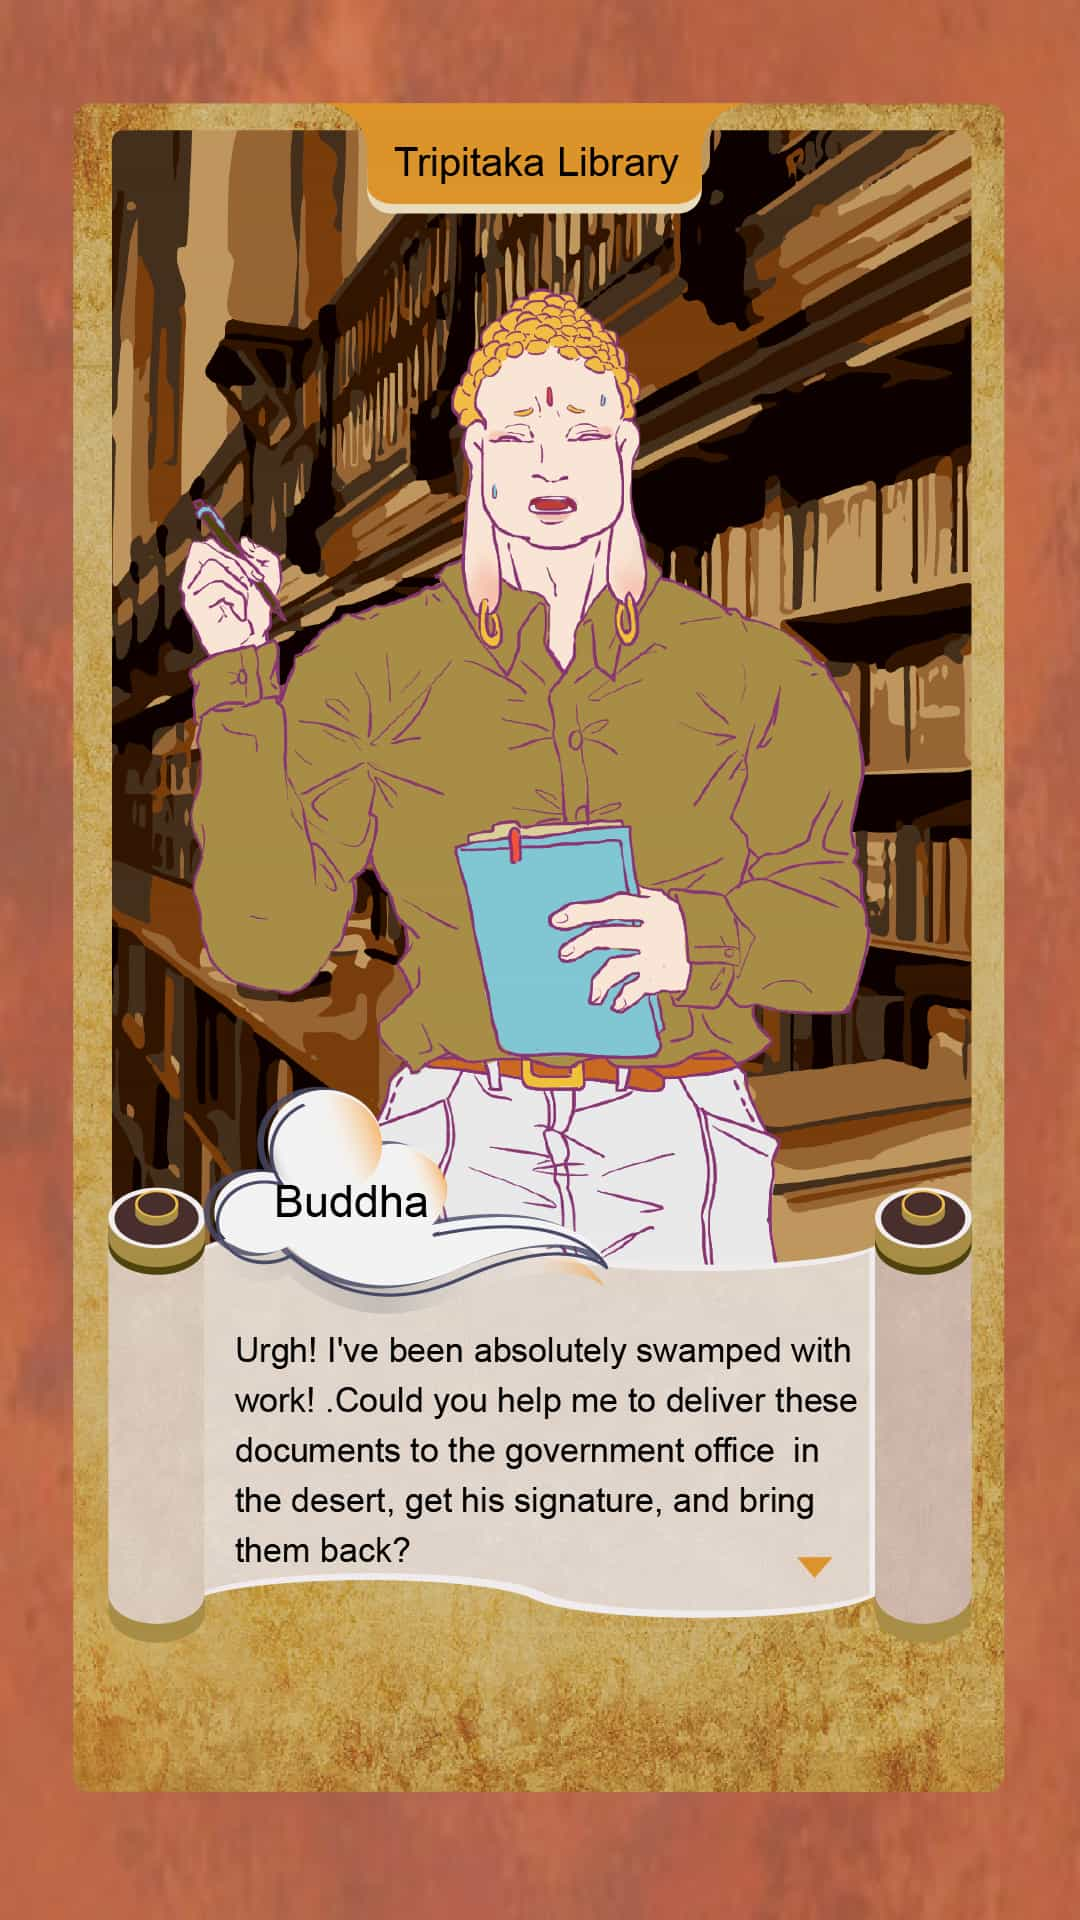 Tripitaka Library
Buddha
Urgh! I've been absolutely swamped with
work! .Could you help me to deliver these
documents to the government office  in
the desert, get his signature, and bring
them back?